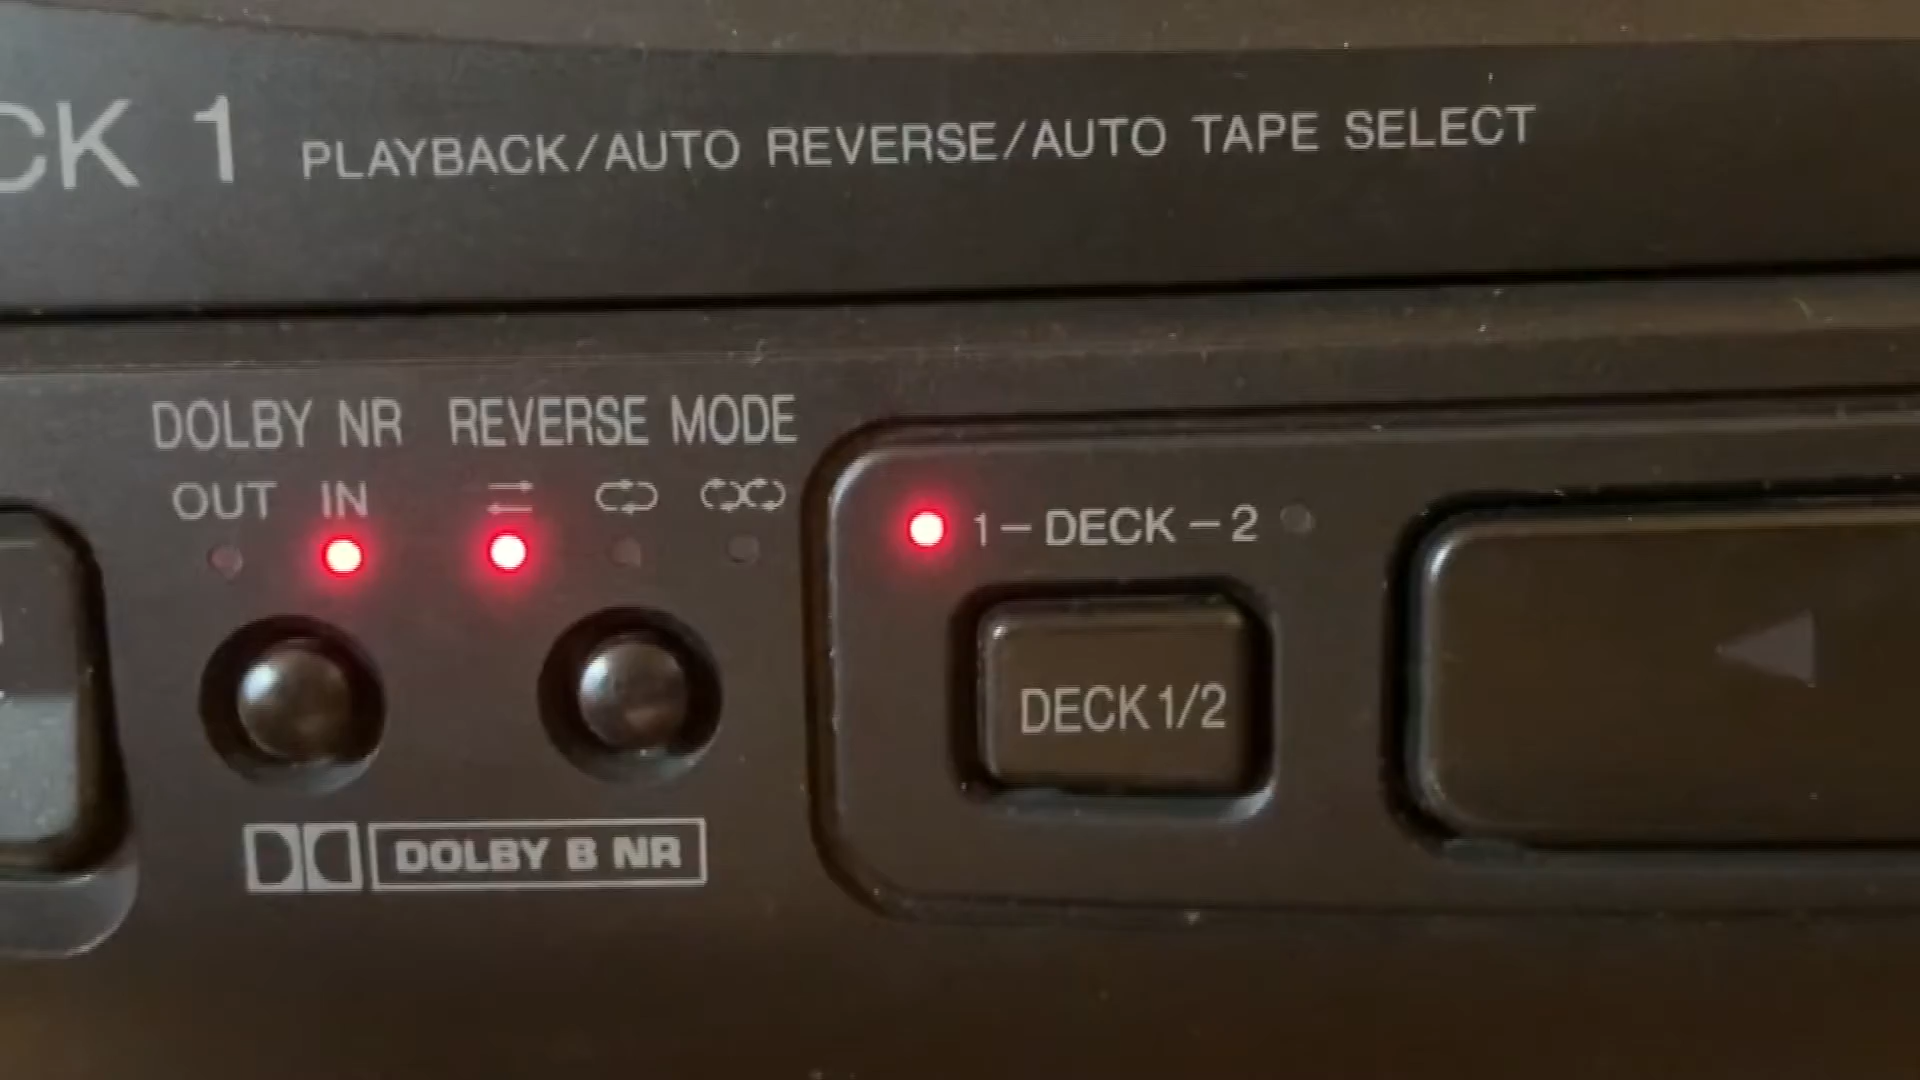 CK 1 PLAYBACK/AUTO REVERSE/AUTO TAPE SELECT
DOLBY NR REVERSE MODE
OUT IN
1 – DECK – 2
DECK 1/2
DOLBY B NR